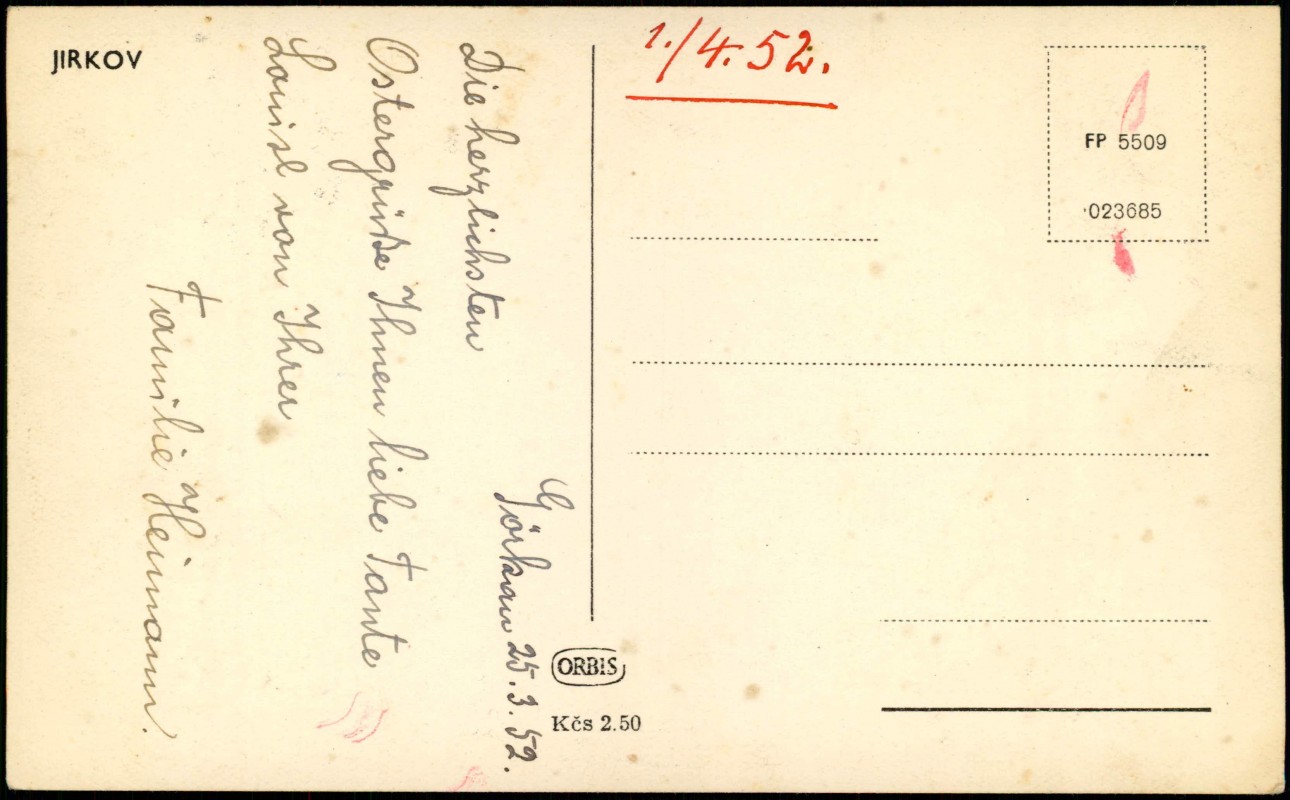 JIRKOV
Görkau 25.3.52.
Die herzlichsten
Ostergrüße Ihnen liebe Tante
Louisl von Ihrer
Familie Heimann.
1./4.52.
FP 5509
023685
ORBIS
Kčs 2.50